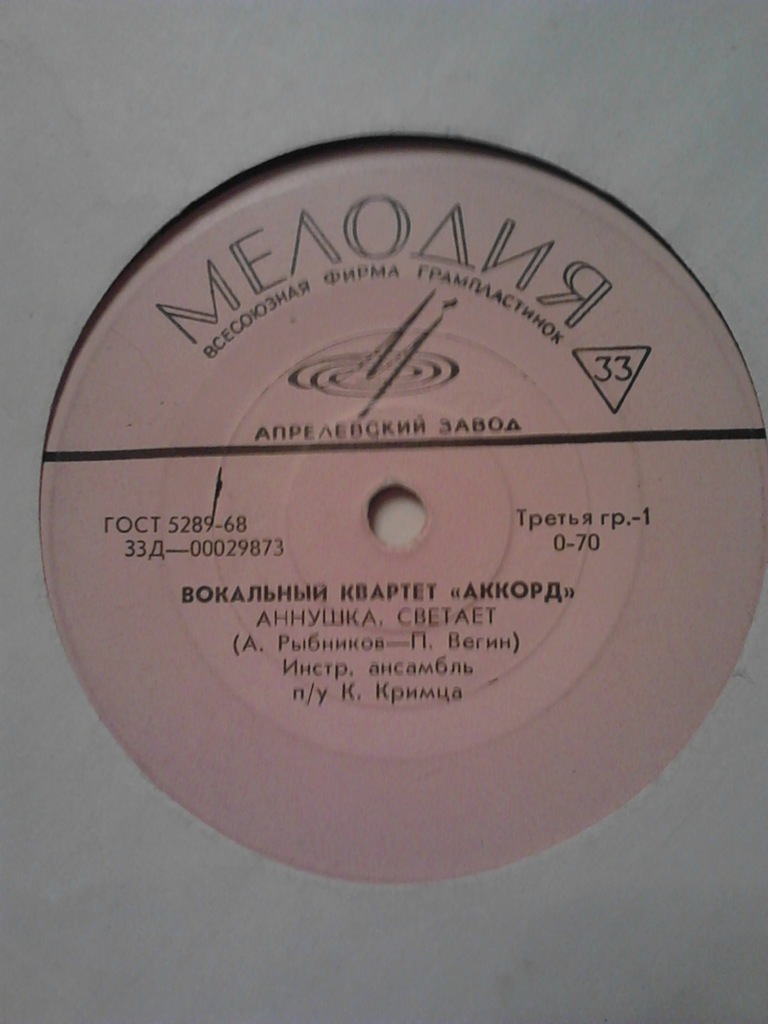 МЕЛОДИЯ
ВСЕСОЮЗНАЯ ФИРМА ГРАМПЛАСТИНОК
33
АПРЕЛЕВСКИЙ ЗАВОД
ГОСТ 5289-68
33Д—00029873
Третья гр.-1
0-70
ВОКАЛЬНЫЙ КВАРТЕТ «АККОРД»
АННУШКА, СВЕТАЕТ
(А. Рыбников—П. Вегин)
Инстр. ансамбль
п/у К. Кримца